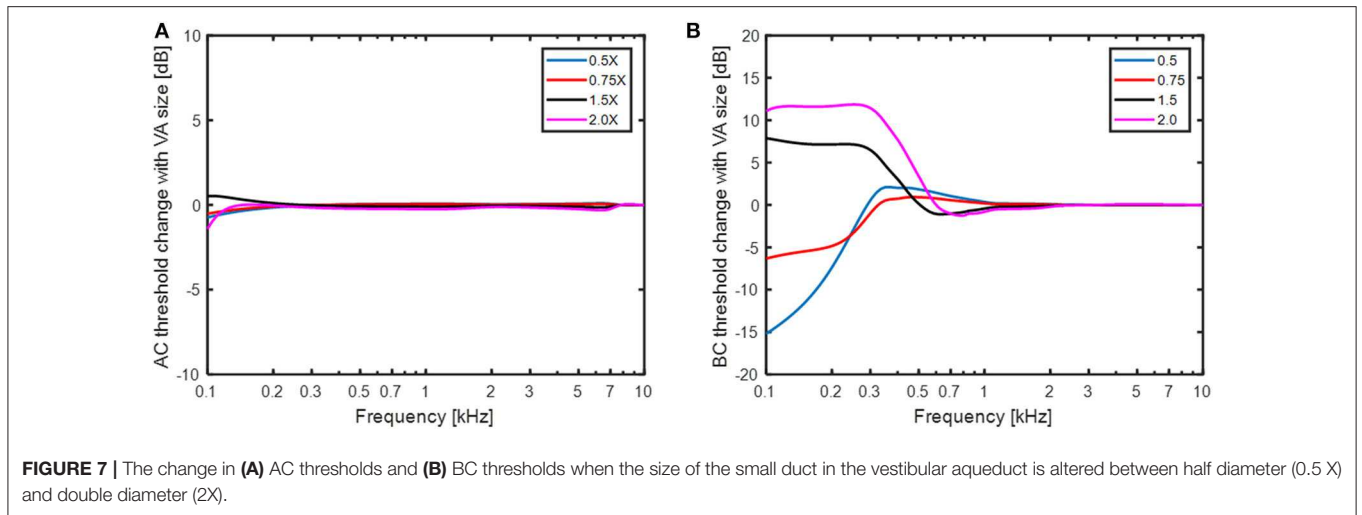 A
AC threshold change with VA size [dB]
10
5
0
-5
-10
0.5X
0.75X
1.5X
2.0X
0.1 0.2 0.3 0.5 0.7 1 2 3 5 7 10
Frequency [kHz]
B
BC threshold change with VA size [dB]
20
15
10
5
0
-5
-10
-15
-20
0.5
0.75
1.5
2.0
0.1 0.2 0.3 0.5 0.7 1 2 3 5 7 10
Frequency [kHz]
FIGURE 7 | The change in (A) AC thresholds and (B) BC thresholds when the size of the small duct in the vestibular aqueduct is altered between half diameter (0.5 X)
and double diameter (2X).